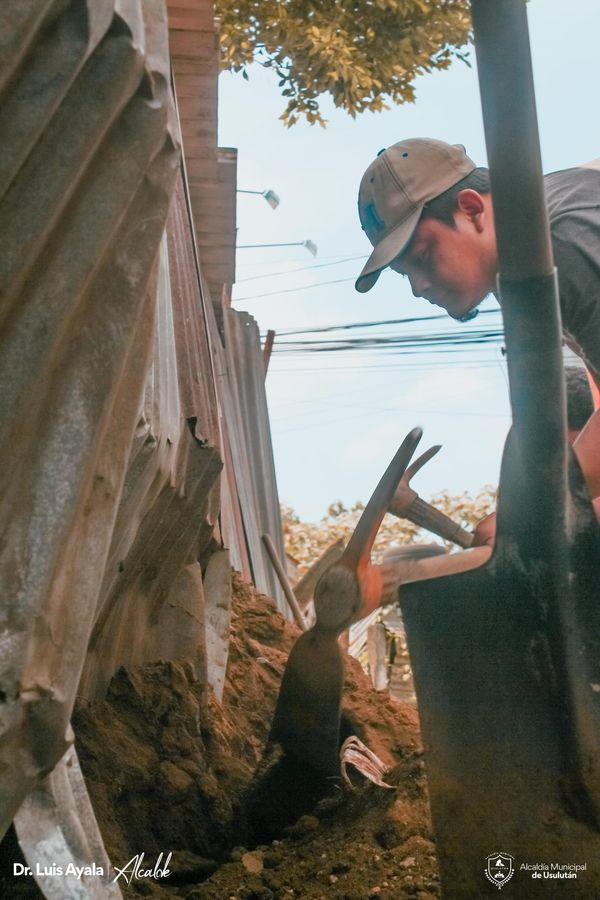 Dr. Luis Ayala Alcalde
Alcaldía Municipal
de Usulután